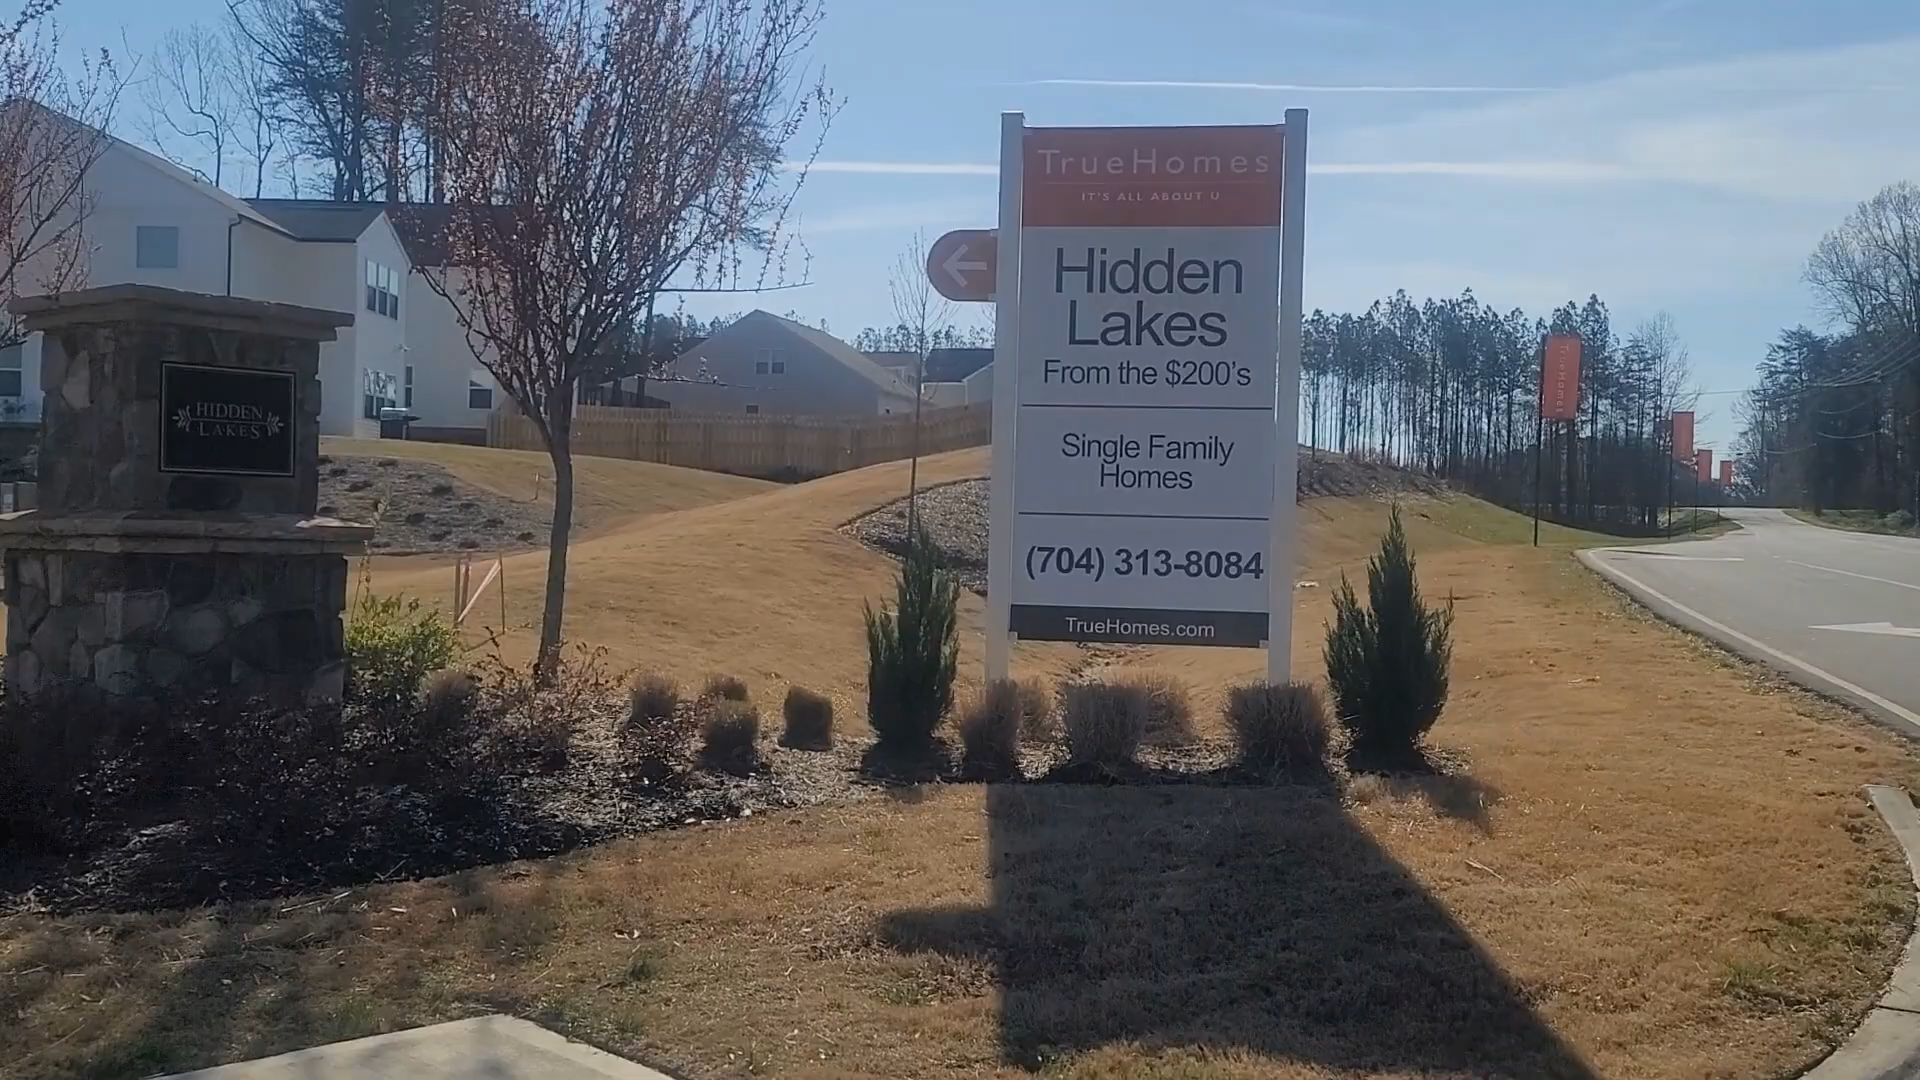 HIDDEN
LAKES
TrueHomes
IT'S ALL ABOUT U
Hidden
Lakes
From the $200's
Single Family
Homes
(704) 313-8084
TrueHomes.com
TrueHomes